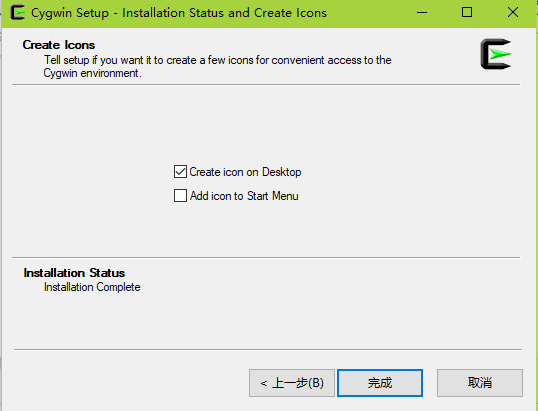 Cygwin Setup - Installation Status and Create Icons
Create Icons
Tell setup if you want it to create a few icons for convenient access to the
Cygwin environment.
Create icon on Desktop
Add icon to Start Menu
Installation Status
Installation Complete
< 上一步(B) 完成 取消